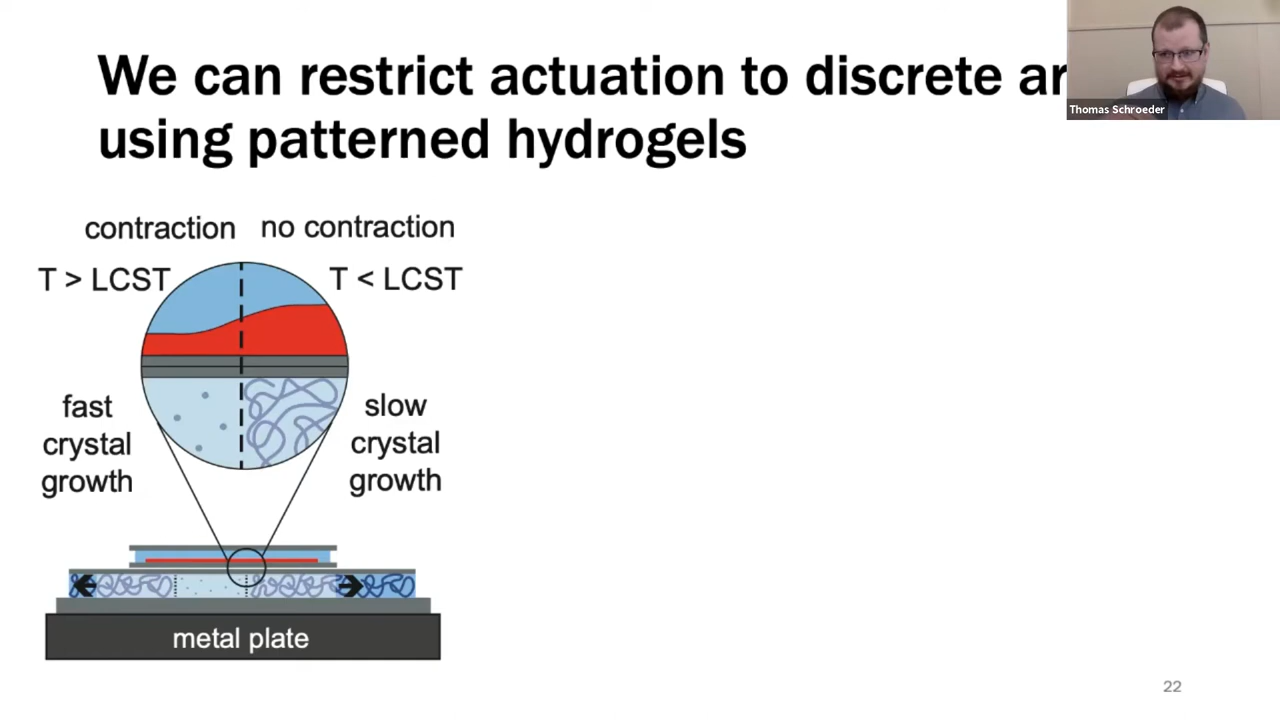 We can restrict actuation to discrete
using patterned hydrogels
Thomas Schroeder
contraction
no contraction
T > LCST
T < LCST
fast
crystal
growth
slow
crystal
growth
metal plate
22